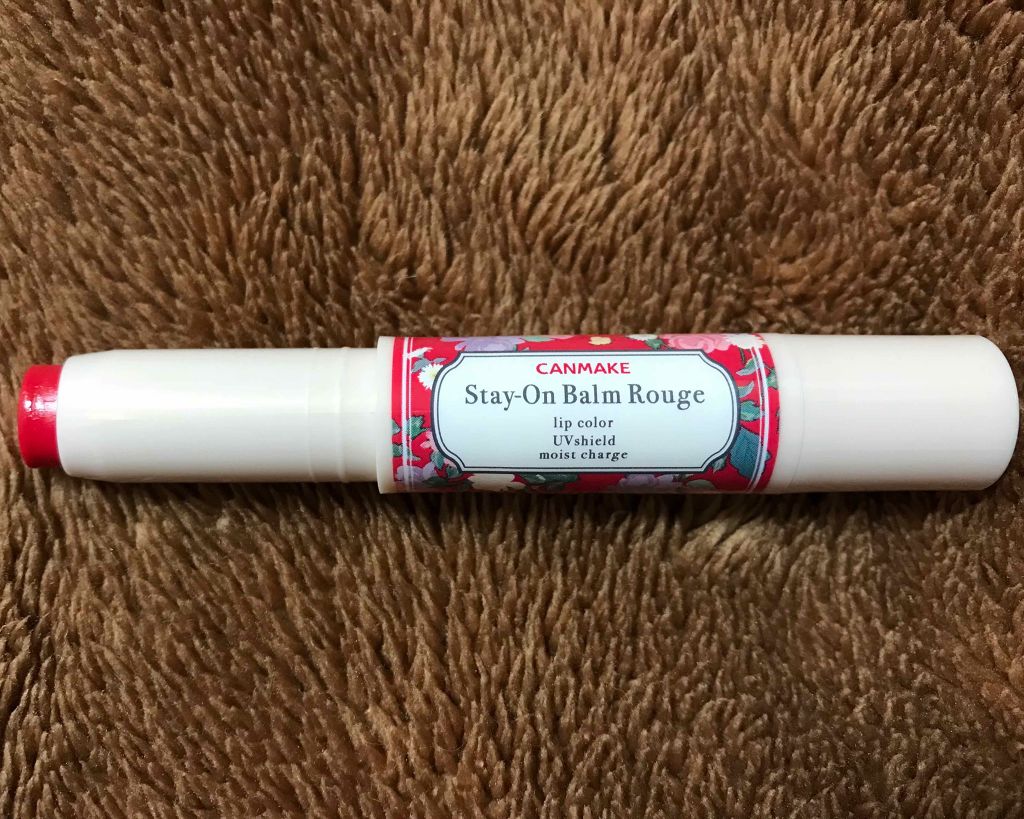 CANMAKE
Stay-On Balm Rouge
lip color
UVshield
moist charge